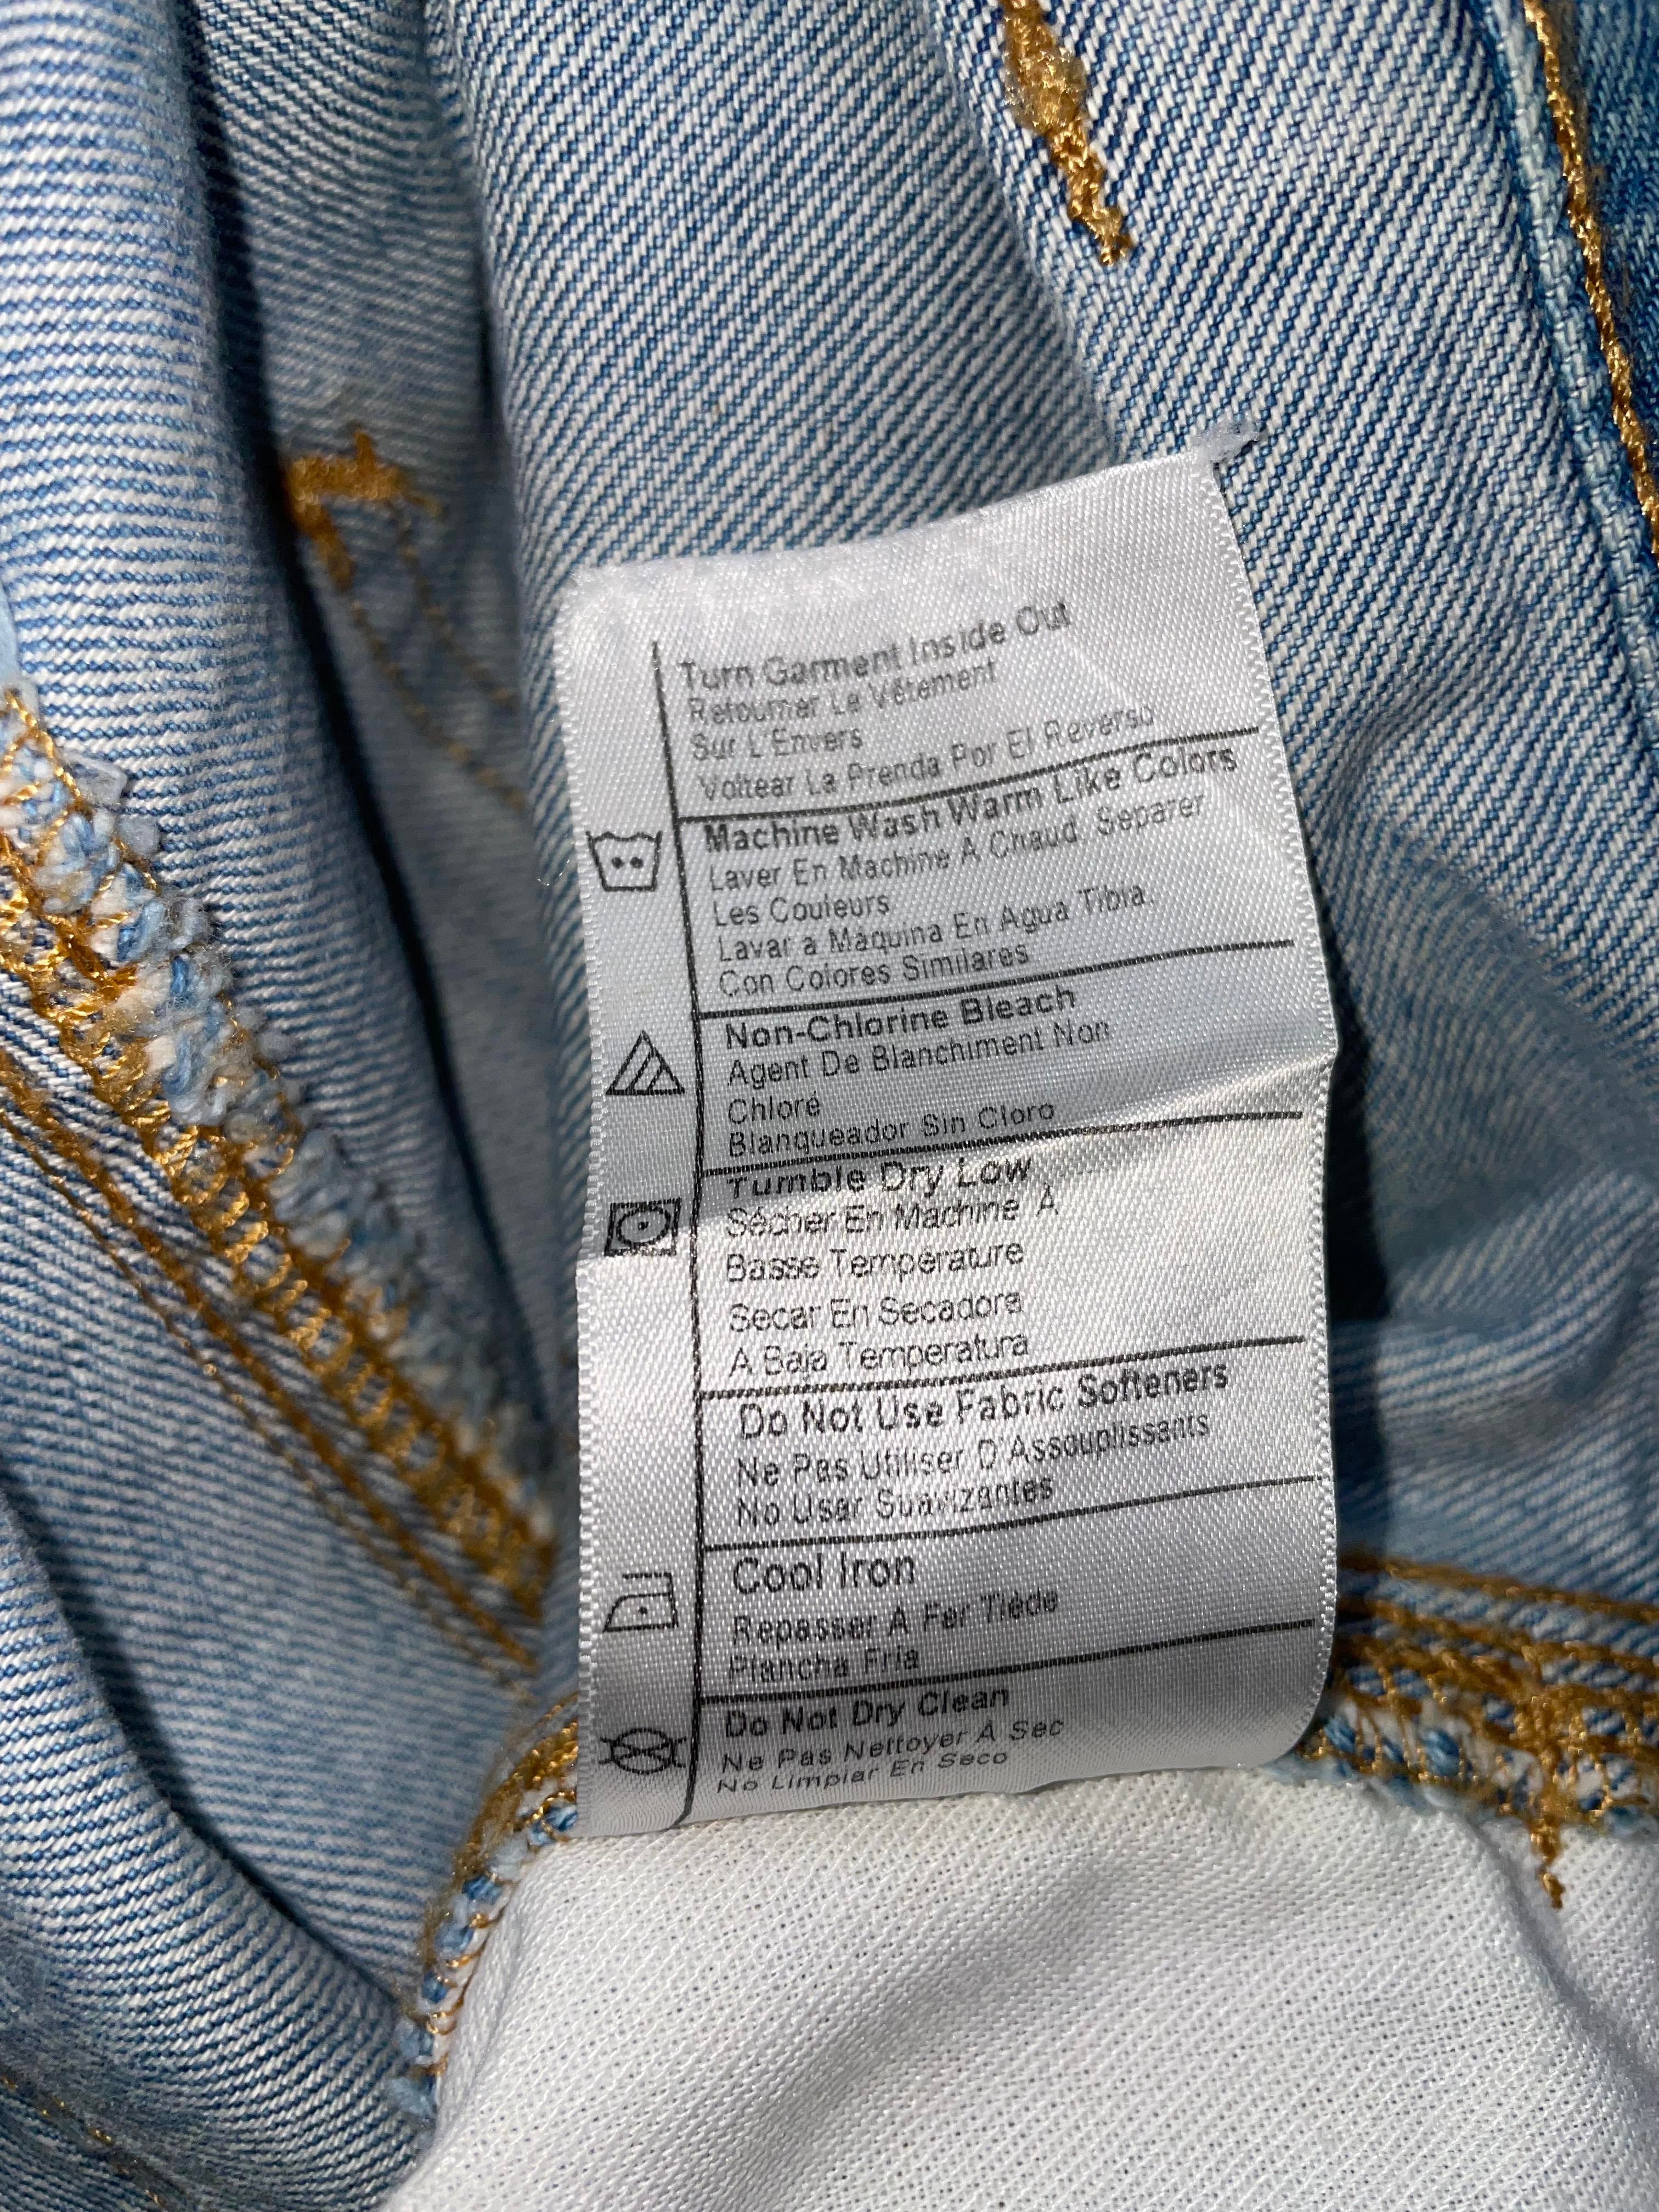 Turn Garment Inside Out
Retourner Le Vêtement
Sur L'Envers
Voltear La Prenda Por El Reverso
Machine Wash Warm Like Colors
Laver En Machine A Chaud. Separer
Les Couleurs
Lavar a Maquina En Agua Tibia.
Con Colores Similares
Non-Chlorine Bleach
Agent De Blanchiment Non
Chloré
Blanqueador Sin Cloro
Tumble Dry Low
Sécher En Machine À
Basse Température
Secar En Secadora
A Baja Temperatura
Do Not Use Fabric Softeners
Ne Pas Utiliser D'Assouplissants
No Usar Suavizantes
Cool Iron
Repasser A Fer Tiède
Plancha Fria
Do Not Dry Clean
Ne Pas Nettoyer A Sec
No Limpiar En Seco